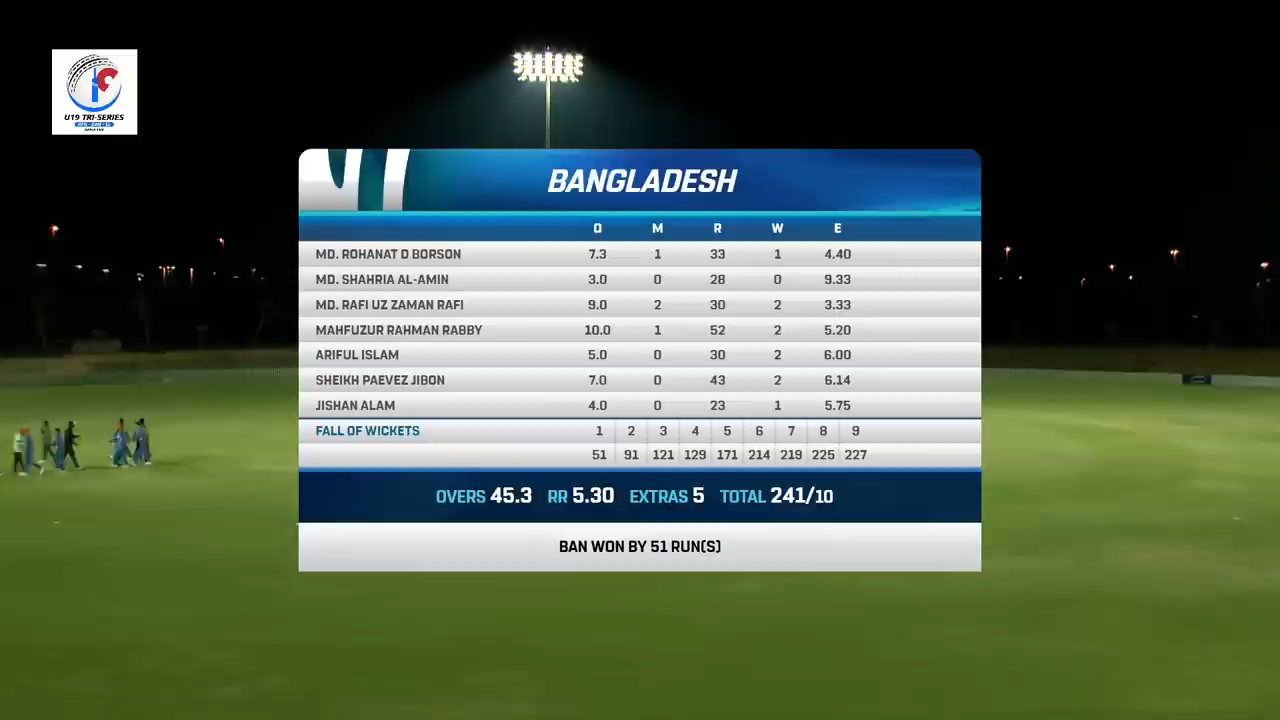 U19 TRI-SERIES
BANGLADESH
O M R W E
MD. ROHANAT D BORSON 7.3 1 33 1 4.40
MD. SHAHRIA AL-AMIN 3.0 0 28 0 9.33
MD. RAFI UZ ZAMAN RAFI 9.0 2 30 2 3.33
MAHFUZUR RAHMAN RABBY 10.0 1 52 2 5.20
ARIFUL ISLAM 5.0 0 30 2 6.00
SHEIKH PAEVEZ JIBON 7.0 0 43 2 6.14
JISHAN ALAM 4.0 0 23 1 5.75
FALL OF WICKETS 1 2 3 4 5 6 7 8 9
51 91 121 129 171 214 219 225 227
OVERS 45.3 RR 5.30 EXTRAS 5 TOTAL 241/10
BAN WON BY 51 RUN(S)